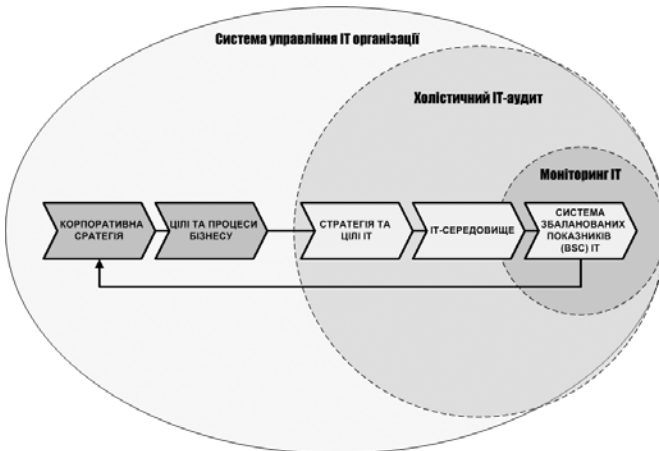 Система управління ІТ організації
Холістичний ІТ-аудит
Моніторинг ІТ
КОРПОРАТИВНА
СРАТЕГІЯ
ЦІЛІ ТА ПРОЦЕСИ
БІЗНЕСУ
СТРАТЕГІЯ ТА
ЦІЛІ ІТ
ІТ-СЕРЕДОВИЩЕ
СИСТЕМА
ЗБАЛАНОВАНИХ
ПОКАЗНИКІВ
(BSC) ІТ